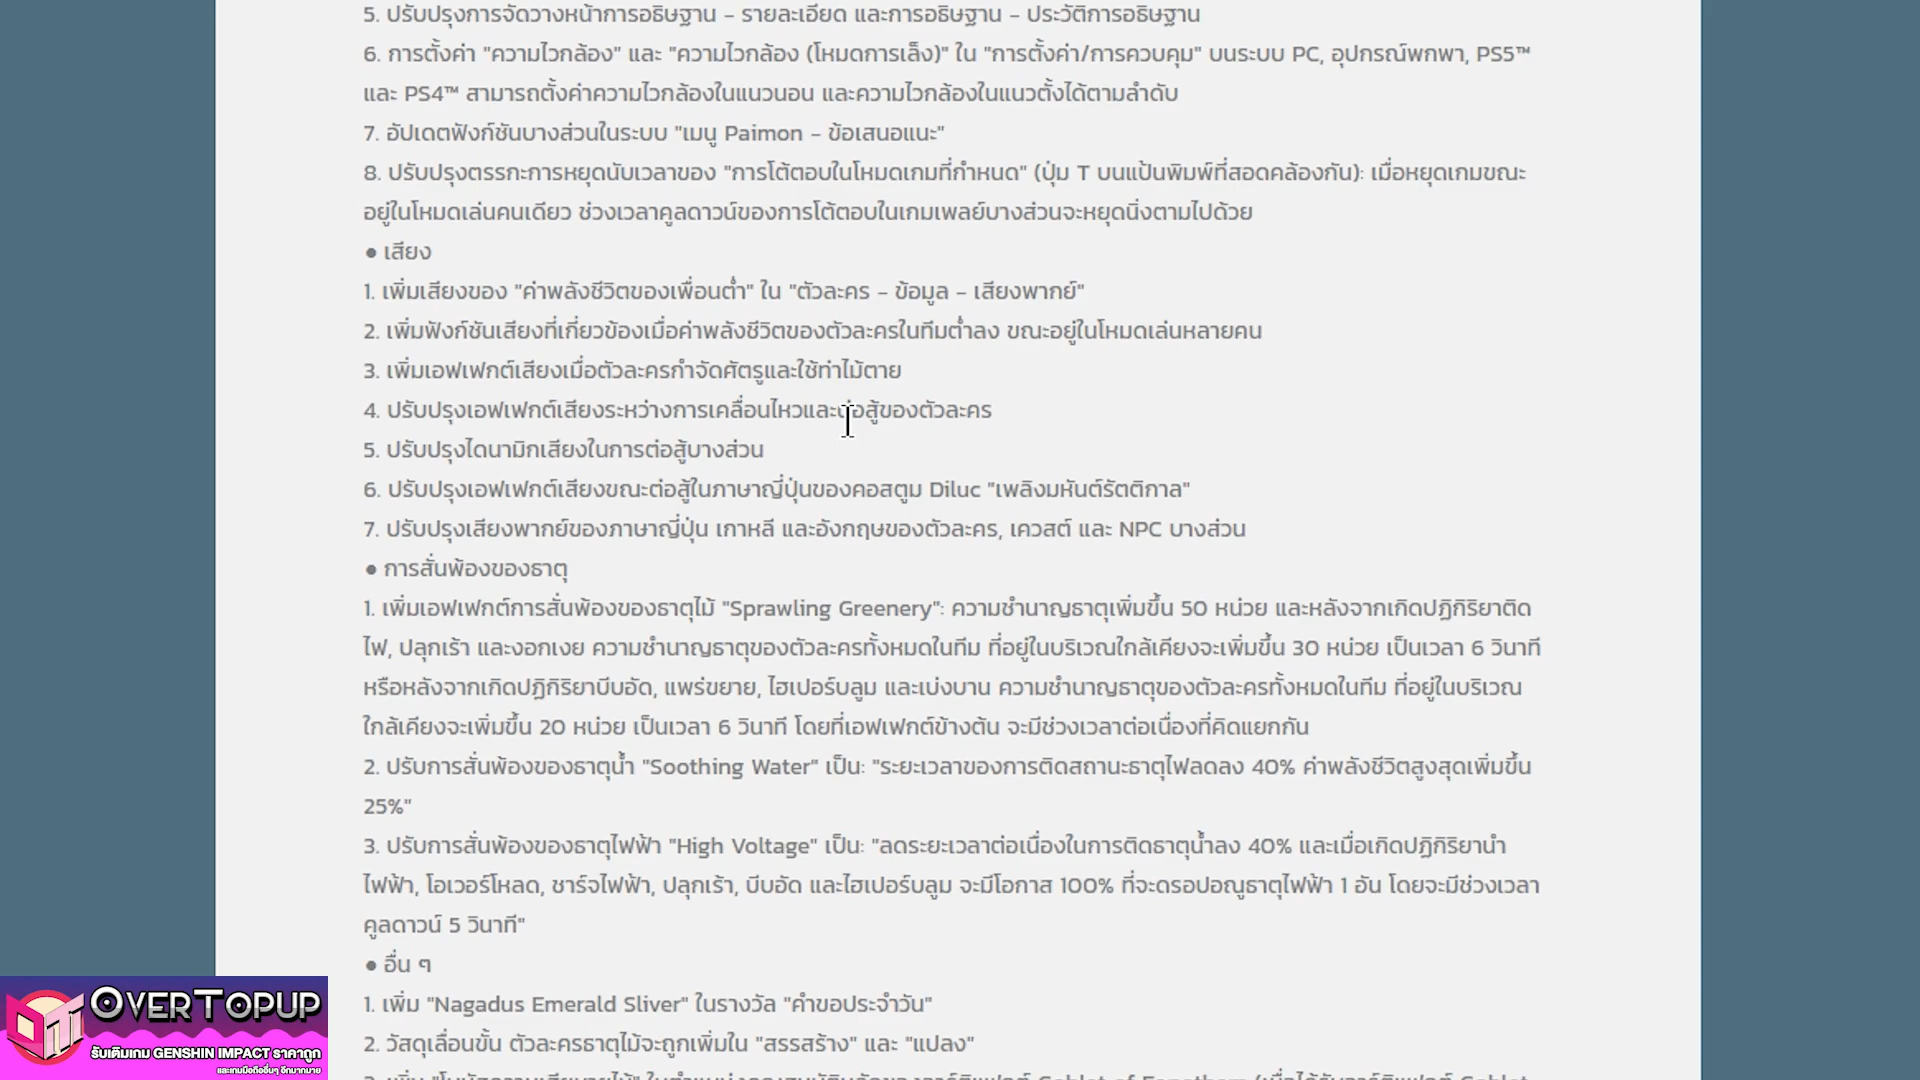 5. ปรับปรุงการจัดวางหน้าการอธิษฐาน – รายละเอียด และการอธิษฐาน – ประวัติการอธิษฐาน
6. การตั้งค่า "ความไวกล้อง" และ "ความไวกล้อง (โหมดการเล็ง)" ใน "การตั้งค่า/การควบคุม" บนระบบ PC, อุปกรณ์พกพา, PS5™
และ PS4™ สามารถตั้งค่าความไวกล้องในแนวนอน และความไวกล้องในแนวตั้งได้ตามลำดับ
7. อัปเดตฟังก์ชันบางส่วนในระบบ "เมนู Paimon – ข้อเสนอแนะ"
8. ปรับปรุงตรรกะการหยุดนับเวลาของ "การโต้ตอบในโหมดเกมที่กำหนด" (ปุ่ม T บนแป้นพิมพ์ที่สอดคล้องกัน): เมื่อหยุดเกมขณะ
อยู่ในโหมดเล่นคนเดียว ช่วงเวลาคูลดาวน์ของการโต้ตอบในเกมเพลย์บางส่วนจะหยุดนิ่งตามไปด้วย
● เสียง
1. เพิ่มเสียงของ "ค่าพลังชีวิตของเพื่อนต่ำ" ใน "ตัวละคร – ข้อมูล – เสียงพากย์"
2. เพิ่มฟังก์ชันเสียงที่เกี่ยวข้องเมื่อค่าพลังชีวิตของตัวละครในทีมต่ำลง ขณะอยู่ในโหมดเล่นหลายคน
3. เพิ่มเอฟเฟกต์เสียงเมื่อตัวละครกำจัดศัตรูและใช้ท่าไม้ตาย
4. ปรับปรุงเอฟเฟกต์เสียงระหว่างการเคลื่อนไหวและต่อสู้ของตัวละคร
5. ปรับปรุงไดนามิกเสียงในการต่อสู้บางส่วน
6. ปรับปรุงเอฟเฟกต์เสียงขณะต่อสู้ในภาษาญี่ปุ่นของคอสตูม Diluc "เพลิงมหันต์รัตติกาล"
7. ปรับปรุงเสียงพากย์ของภาษาญี่ปุ่น เกาหลี และอังกฤษของตัวละคร, เควสต์ และ NPC บางส่วน
● การสั่นพ้องของธาตุ
1. เพิ่มเอฟเฟกต์การสั่นพ้องของธาตุไม้ "Sprawling Greenery": ความชำนาญธาตุเพิ่มขึ้น 50 หน่วย และหลังจากเกิดปฏิกิริยาติด
ไฟ, ปลุกเร้า และงอกเงย ความชำนาญธาตุของตัวละครทั้งหมดในทีม ที่อยู่ในบริเวณใกล้เคียงจะเพิ่มขึ้น 30 หน่วย เป็นเวลา 6 วินาที
หรือหลังจากเกิดปฏิกิริยาบีบอัด, แพร่ขยาย, ไฮเปอร์บลูม และเบ่งบาน ความชำนาญธาตุของตัวละครทั้งหมดในทีม ที่อยู่ในบริเวณ
ใกล้เคียงจะเพิ่มขึ้น 20 หน่วย เป็นเวลา 6 วินาที โดยที่เอฟเฟกต์ข้างต้น จะมีช่วงเวลาต่อเนื่องที่คิดแยกกัน
2. ปรับการสั่นพ้องของธาตุน้ำ "Soothing Water" เป็น: "ระยะเวลาของการติดสถานะธาตุไฟลดลง 40% ค่าพลังชีวิตสูงสุดเพิ่มขึ้น
25%"
3. ปรับการสั่นพ้องของธาตุไฟฟ้า "High Voltage" เป็น: "ลดระยะเวลาต่อเนื่องในการติดธาตุน้ำลง 40% และเมื่อเกิดปฏิกิริยานำ
ไฟฟ้า, โอเวอร์โหลด, ชาร์จไฟฟ้า, ปลุกเร้า, บีบอัด และไฮเปอร์บลูม จะมีโอกาส 100% ที่จะดรอปอณูธาตุไฟฟ้า 1 อัน โดยจะมีช่วงเวลา
คูลดาวน์ 5 วินาที"
● อื่น ๆ
1. เพิ่ม "Nagadus Emerald Sliver" ในรางวัล "คำขอประจำวัน"
2. วัสดุเลื่อนขั้น ตัวละครธาตุไม้จะถูกเพิ่มใน "สรรสร้าง" และ "แปลง"
OVERTOPUP
รับเติมเกม GENSHIN IMPACT ราคาถูก
และเกมมือถืออื่นๆ อีกมากมาย